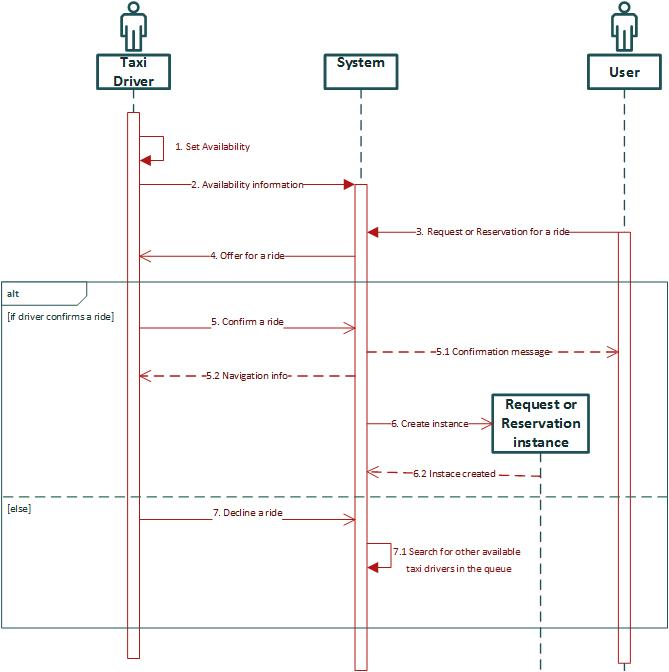 Taxi
Driver
System
User
1. Set Availability
2. Availability information
3. Request or Reservation for a ride
4. Offer for a ride
alt
[if driver confirms a ride]
5. Confirm a ride
5.1 Confirmation message
5.2 Navigation info
Request or
Reservation
instance
6. Create instance
6.2 Instace created
[else]
7. Decline a ride
7.1 Search for other available
taxi drivers in the queue